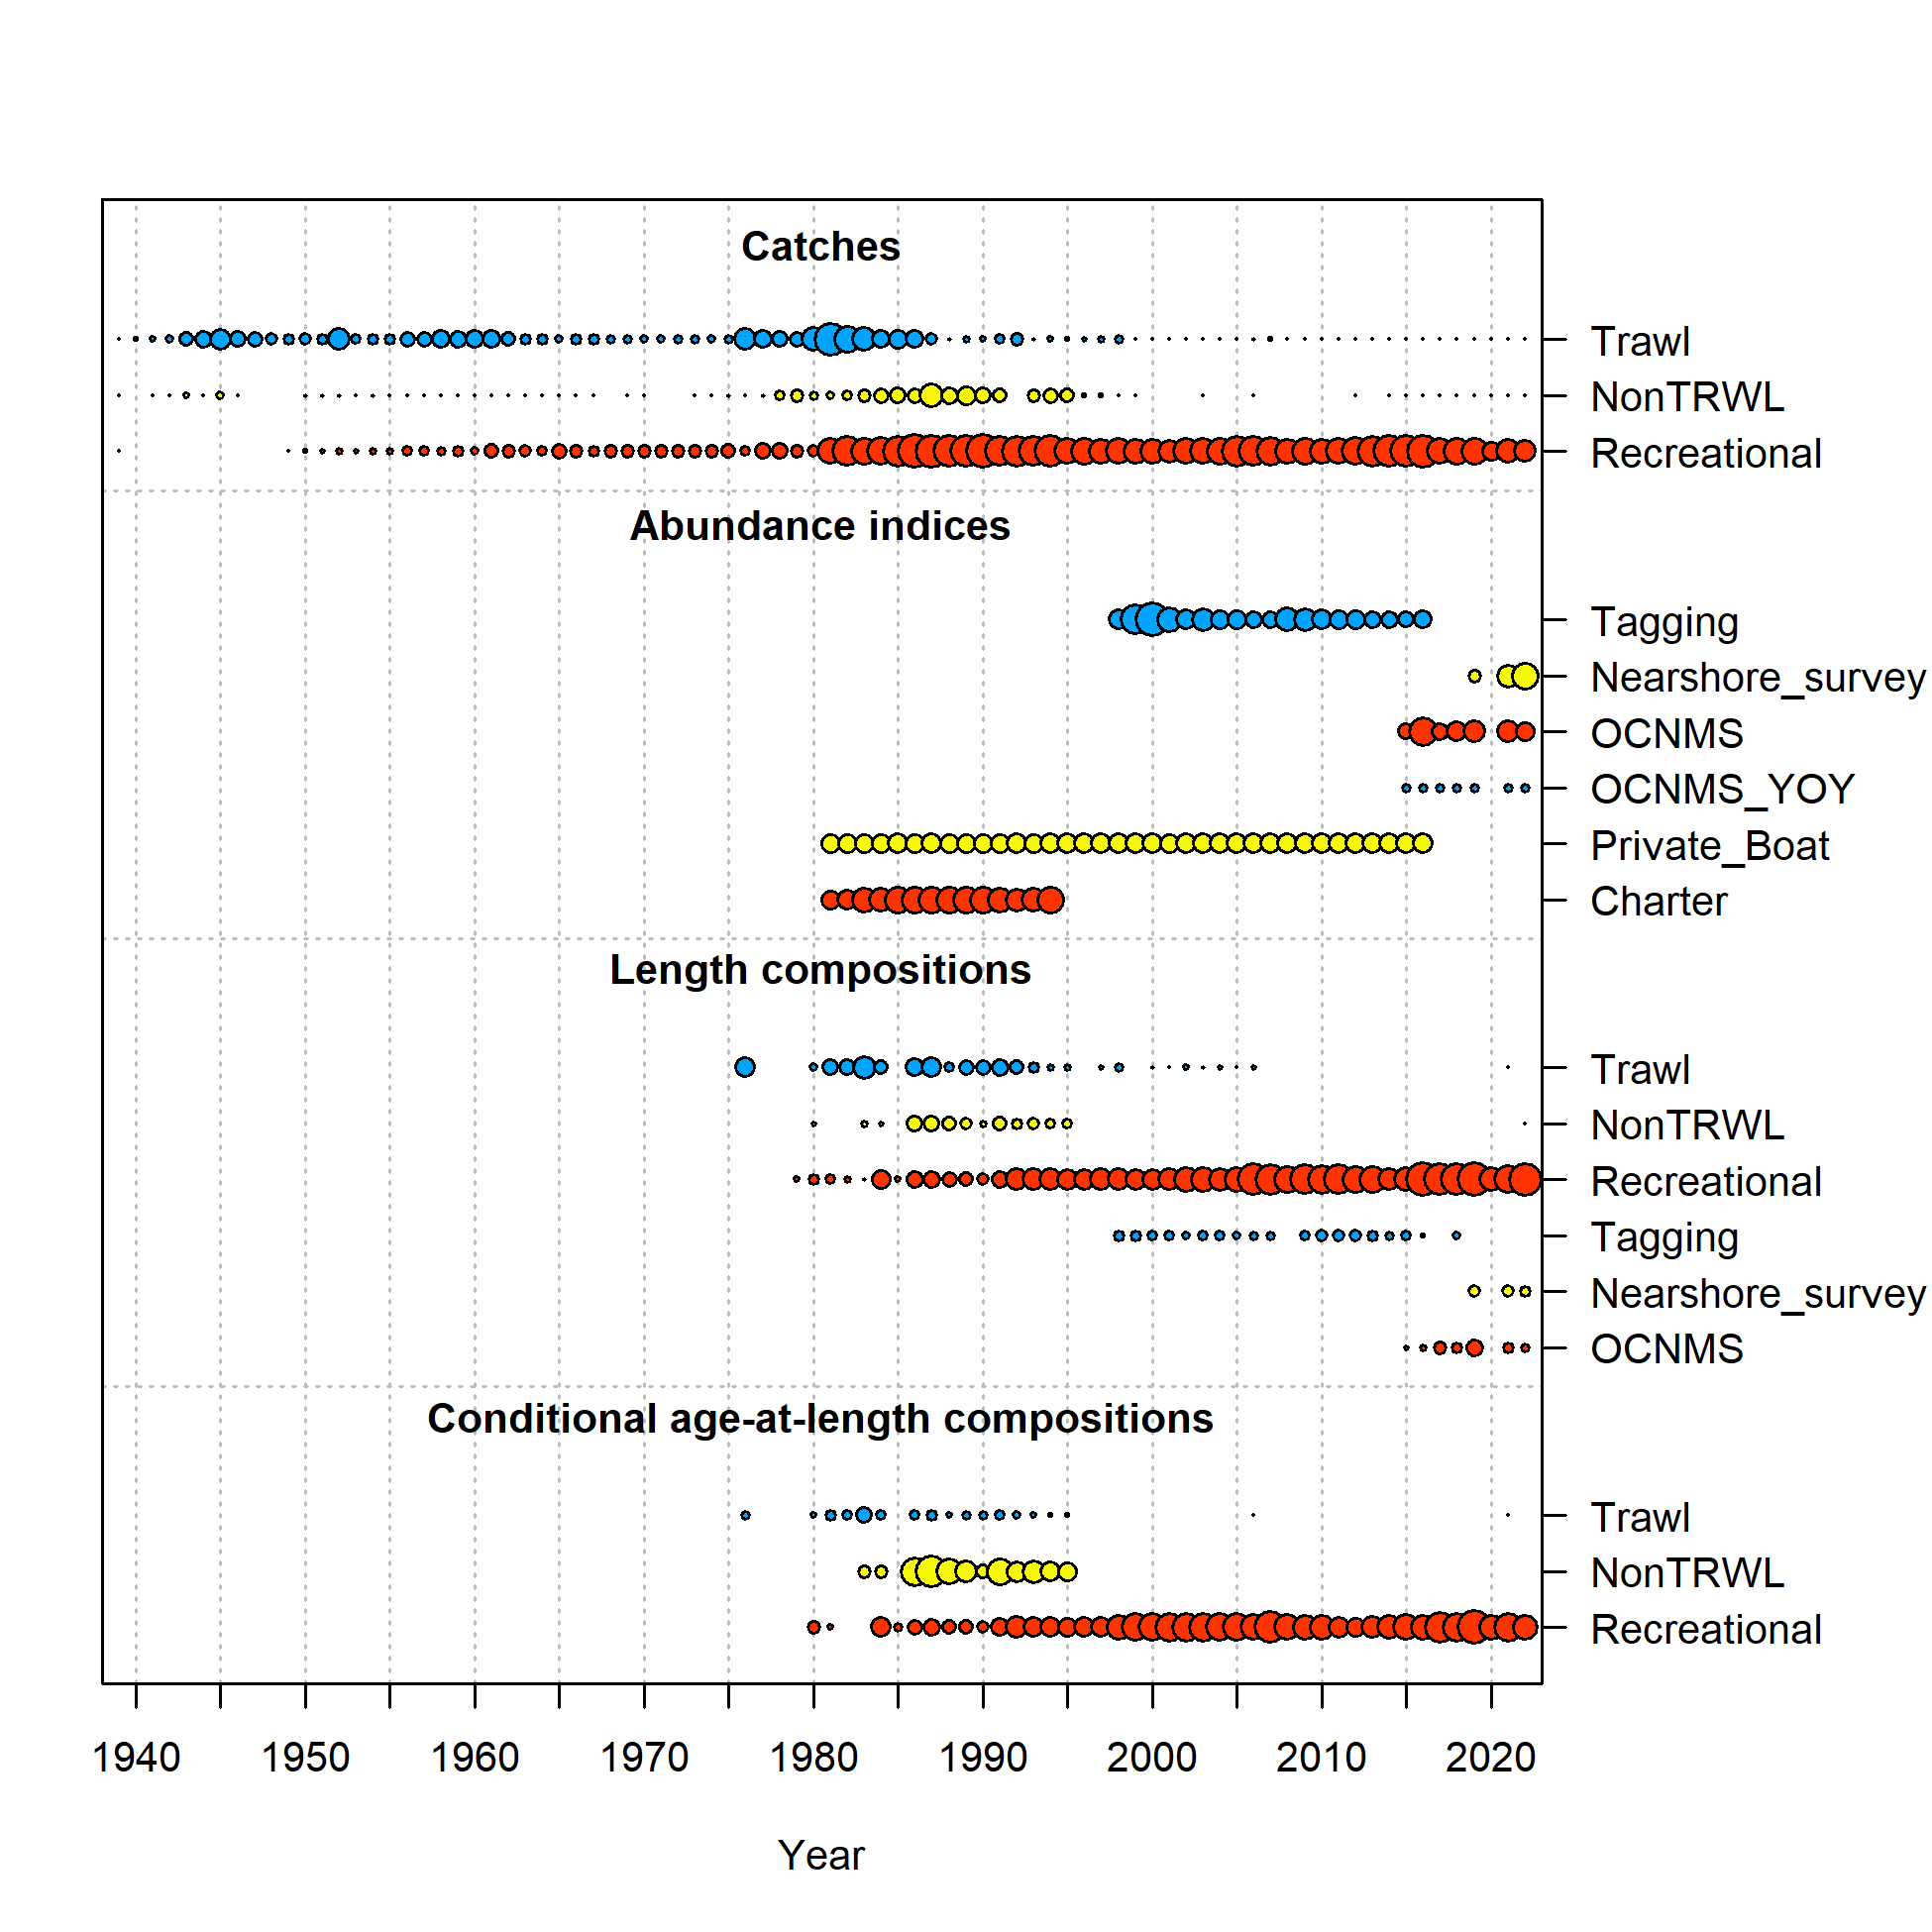 Catches
Trawl
NonTRWL
Recreational
Abundance indices
Tagging
Nearshore_survey
OCNMS
OCNMS_YOY
Private_Boat
Charter
Length compositions
Trawl
NonTRWL
Recreational
Tagging
Nearshore_survey
OCNMS
Conditional age-at-length compositions
Trawl
NonTRWL
Recreational
1940 1950 1960 1970 1980 1990 2000 2010 2020
Year